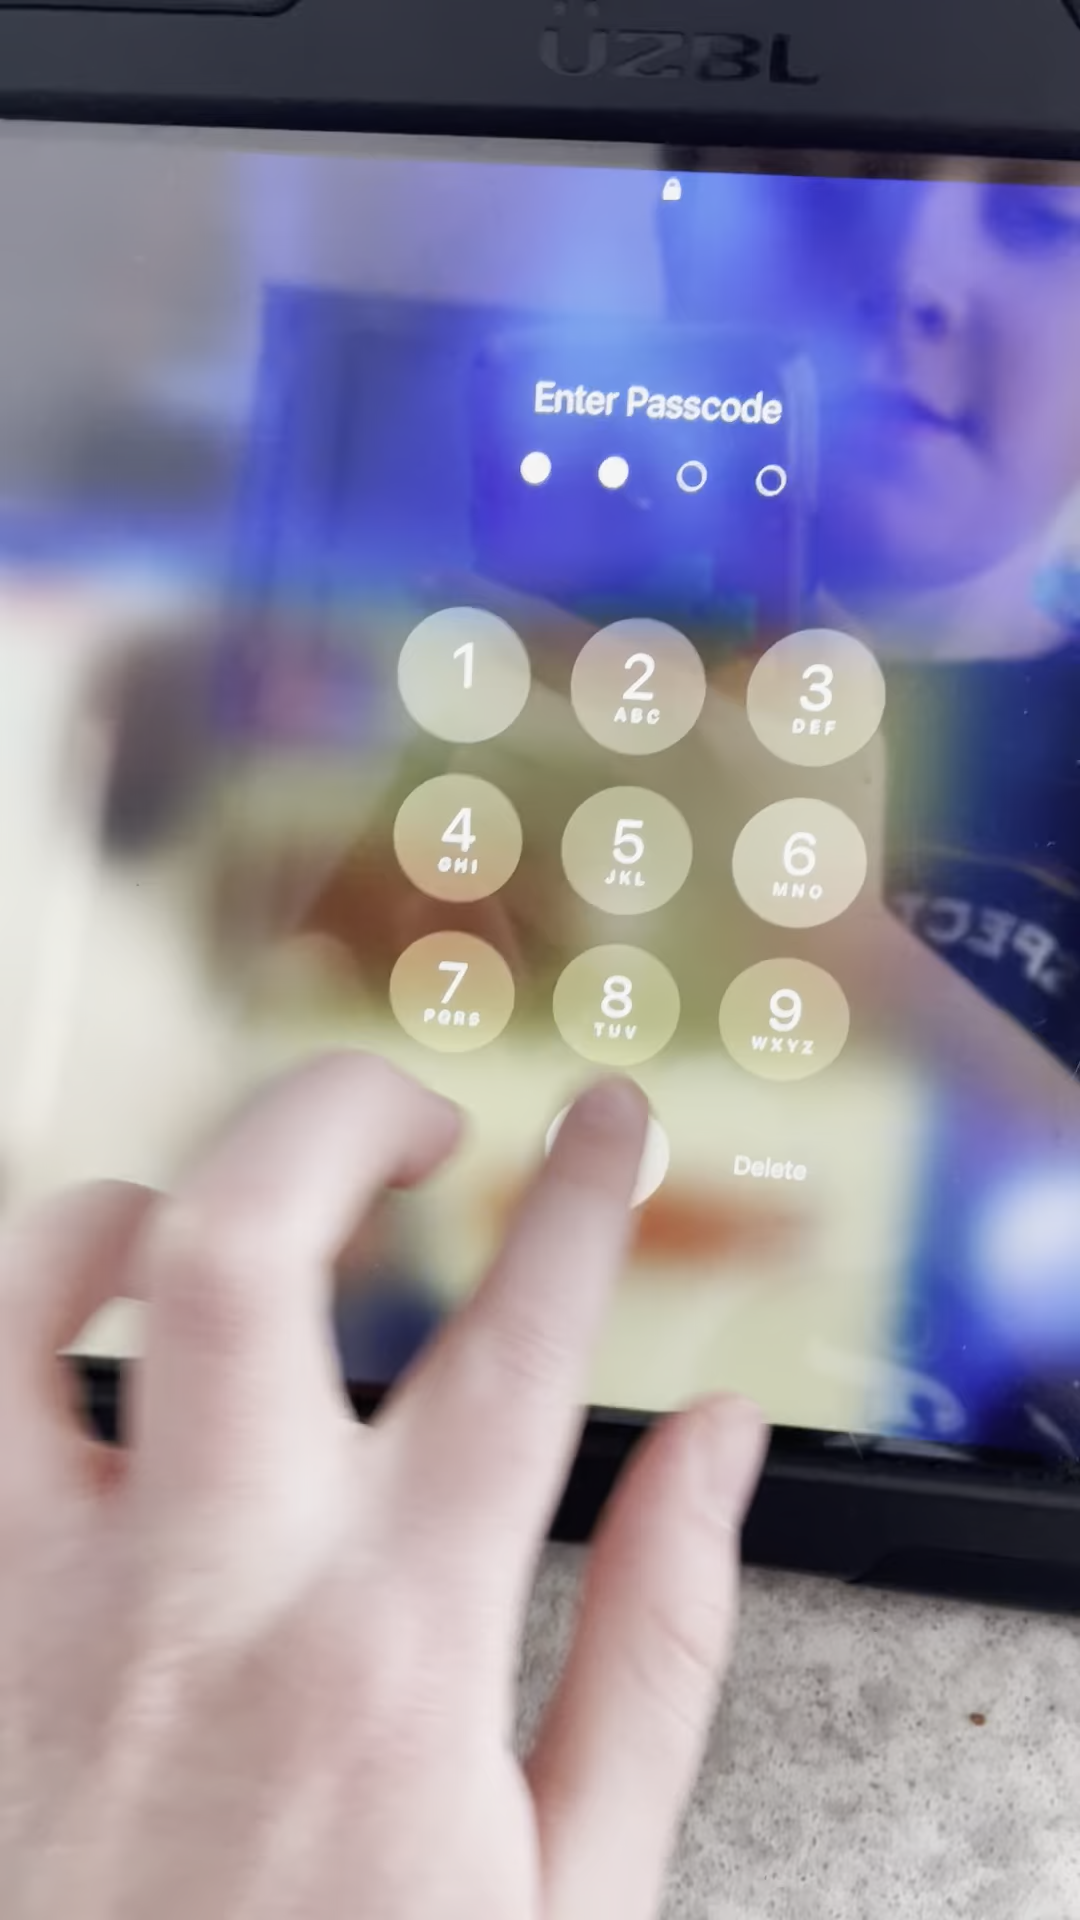 ÜZBL
Enter Passcode
1
2
ABC
3
DEF
4
GHI
5
JKL
6
MNO
7
PQRS
8
TUV
9
WXYZ
Delete